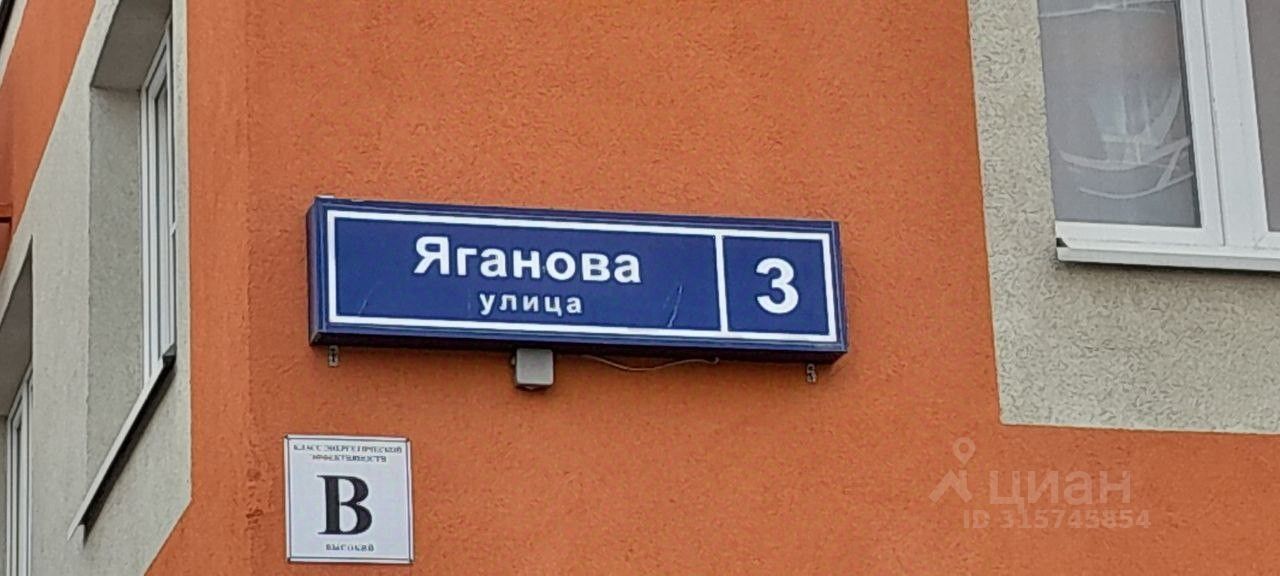 Яганова
улица
3
КЛАСС ЭНЕРГЕТИЧЕСКОЙ
ЭФФЕКТИВНОСТИ
В
ВЫСОКИЙ
циан
ID 315745854